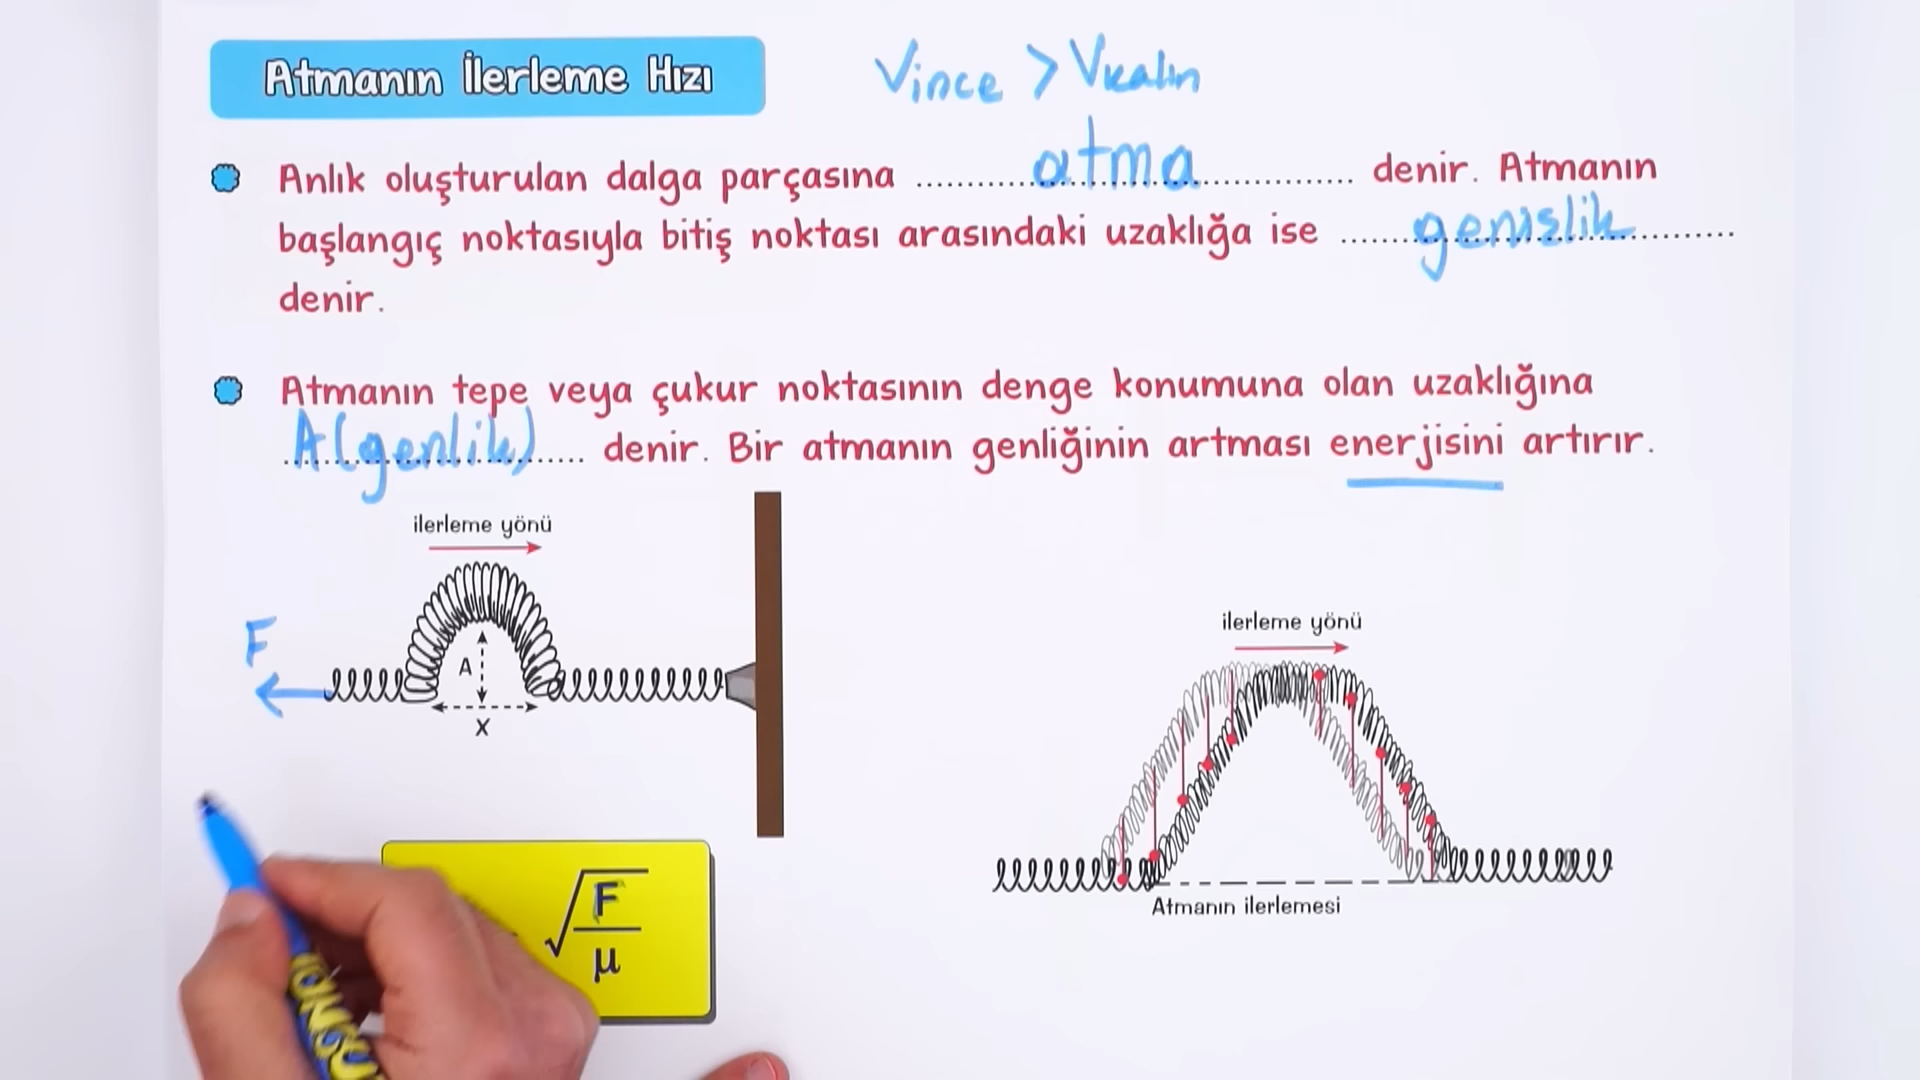 Atmanın İlerleme Hızı
Vince > Vkalın
Anlık oluşturulan dalga parçasına atma denir. Atmanın
başlangıç noktasıyla bitiş noktası arasındaki uzaklığa ise genişlik
denir.
Atmanın tepe veya çukur noktasının denge konumuna olan uzaklığına
A(genlik) denir. Bir atmanın genliğinin artması enerjisini artırır.
ilerleme yönü
F
A
x
ilerleme yönü
Atmanın ilerlemesi
√F/μ